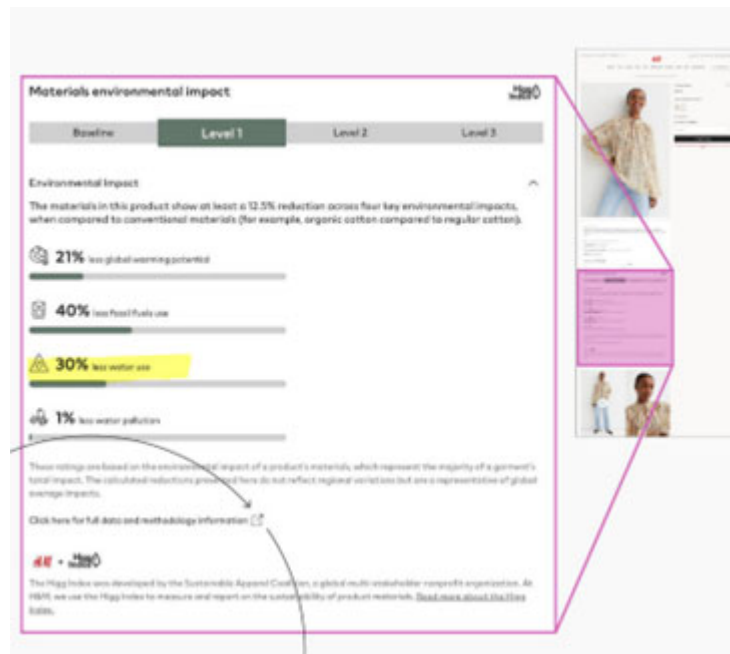 Materials environmental impact
Higg Index
Baseline Level 1 Level 2 Level 3
Environmental Impact
The materials in this product show at least a 12.5% reduction across four key environmental impacts,
when compared to conventional materials (for example, organic cotton compared to regular cotton).
21% less global warming potential
40% less fossil fuels use
30% less water use
1% less water pollution
These ratings are based on the environmental impact of a product's materials, which represent the majority of a garment's
total impact. The calculated reductions presented here do not reflect regional variations but are a representative of global
average impacts.
Click here for full data and methodology information
H&M + Higg Index
The Higg Index was developed by the Sustainable Apparel Coalition, a global multi-stakeholder nonprofit organization. At
H&M, we use the Higg Index to measure and report on the sustainability of product materials. Read more about the Higg
Index.
H&M